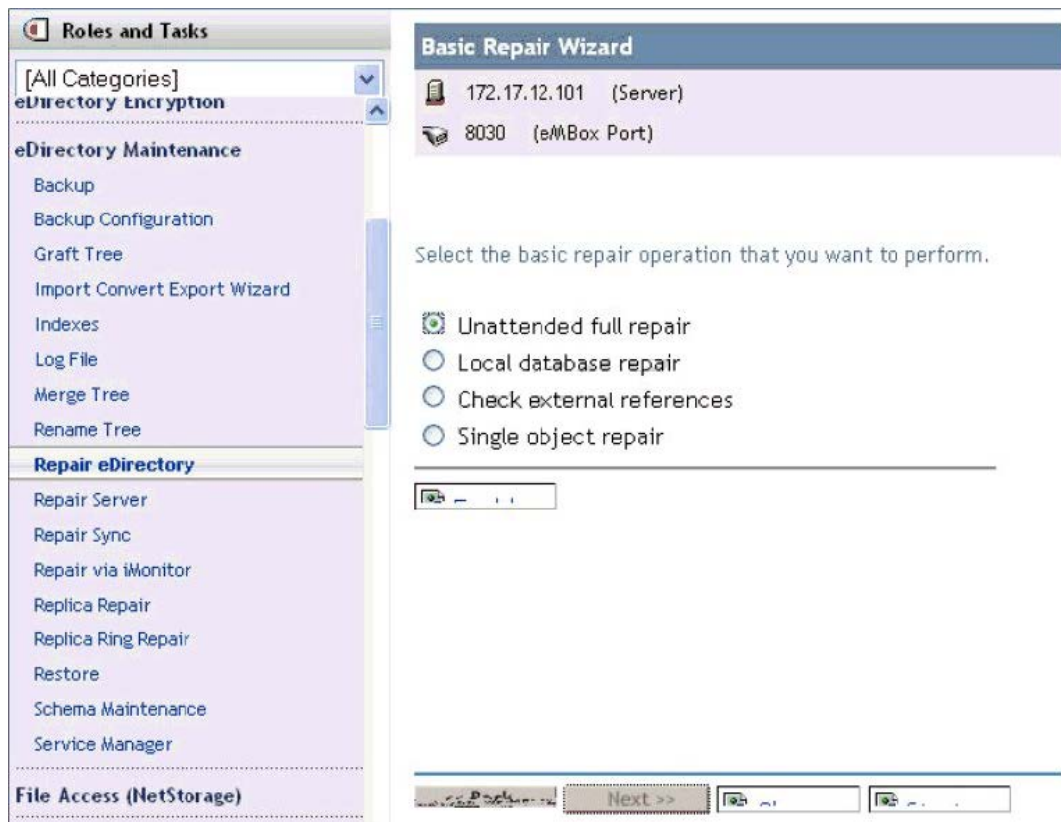 Roles and Tasks
[All Categories]
eDirectory Encryption
eDirectory Maintenance
Backup
Backup Configuration
Graft Tree
Import Convert Export Wizard
Indexes
Log File
Merge Tree
Rename Tree
Repair eDirectory
Repair Server
Repair Sync
Repair via iMonitor
Replica Repair
Replica Ring Repair
Restore
Schema Maintenance
Service Manager
File Access (NetStorage)
Basic Repair Wizard
172.17.12.101 (Server)
8030 (eMBox Port)
Select the basic repair operation that you want to perform.
Unattended full repair
Local database repair
Check external references
Single object repair
Next >>